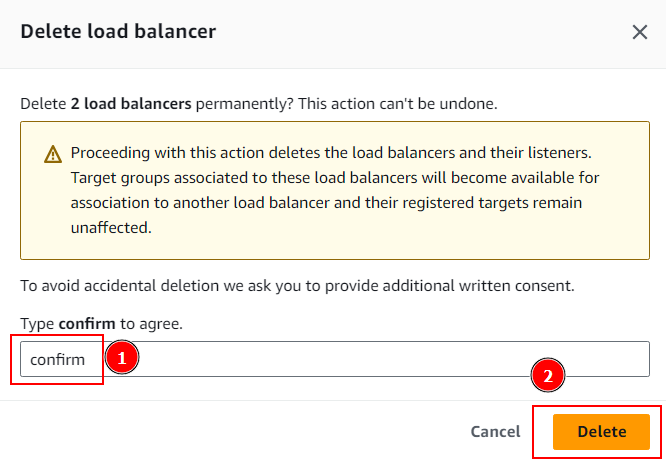 Delete load balancer
Delete 2 load balancers permanently? This action can't be undone.
Proceeding with this action deletes the load balancers and their listeners.
Target groups associated to these load balancers will become available for
association to another load balancer and their registered targets remain
unaffected.
To avoid accidental deletion we ask you to provide additional written consent.
Type confirm to agree.
confirm
1
2
Cancel
Delete